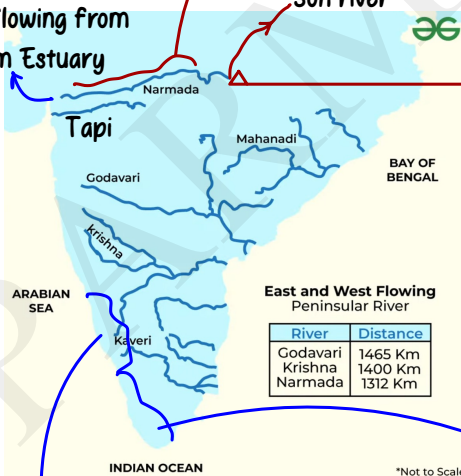 Son River
flowing from
Estuary
Narmada
Tapi
Mahanadi
BAY OF
BENGAL
Godavari
krishna
ARABIAN
SEA
East and West Flowing
Peninsular River
River Distance
Godavari 1465 Km
Krishna 1400 Km
Narmada 1312 Km
Kaveri
INDIAN OCEAN
*Not to Scale